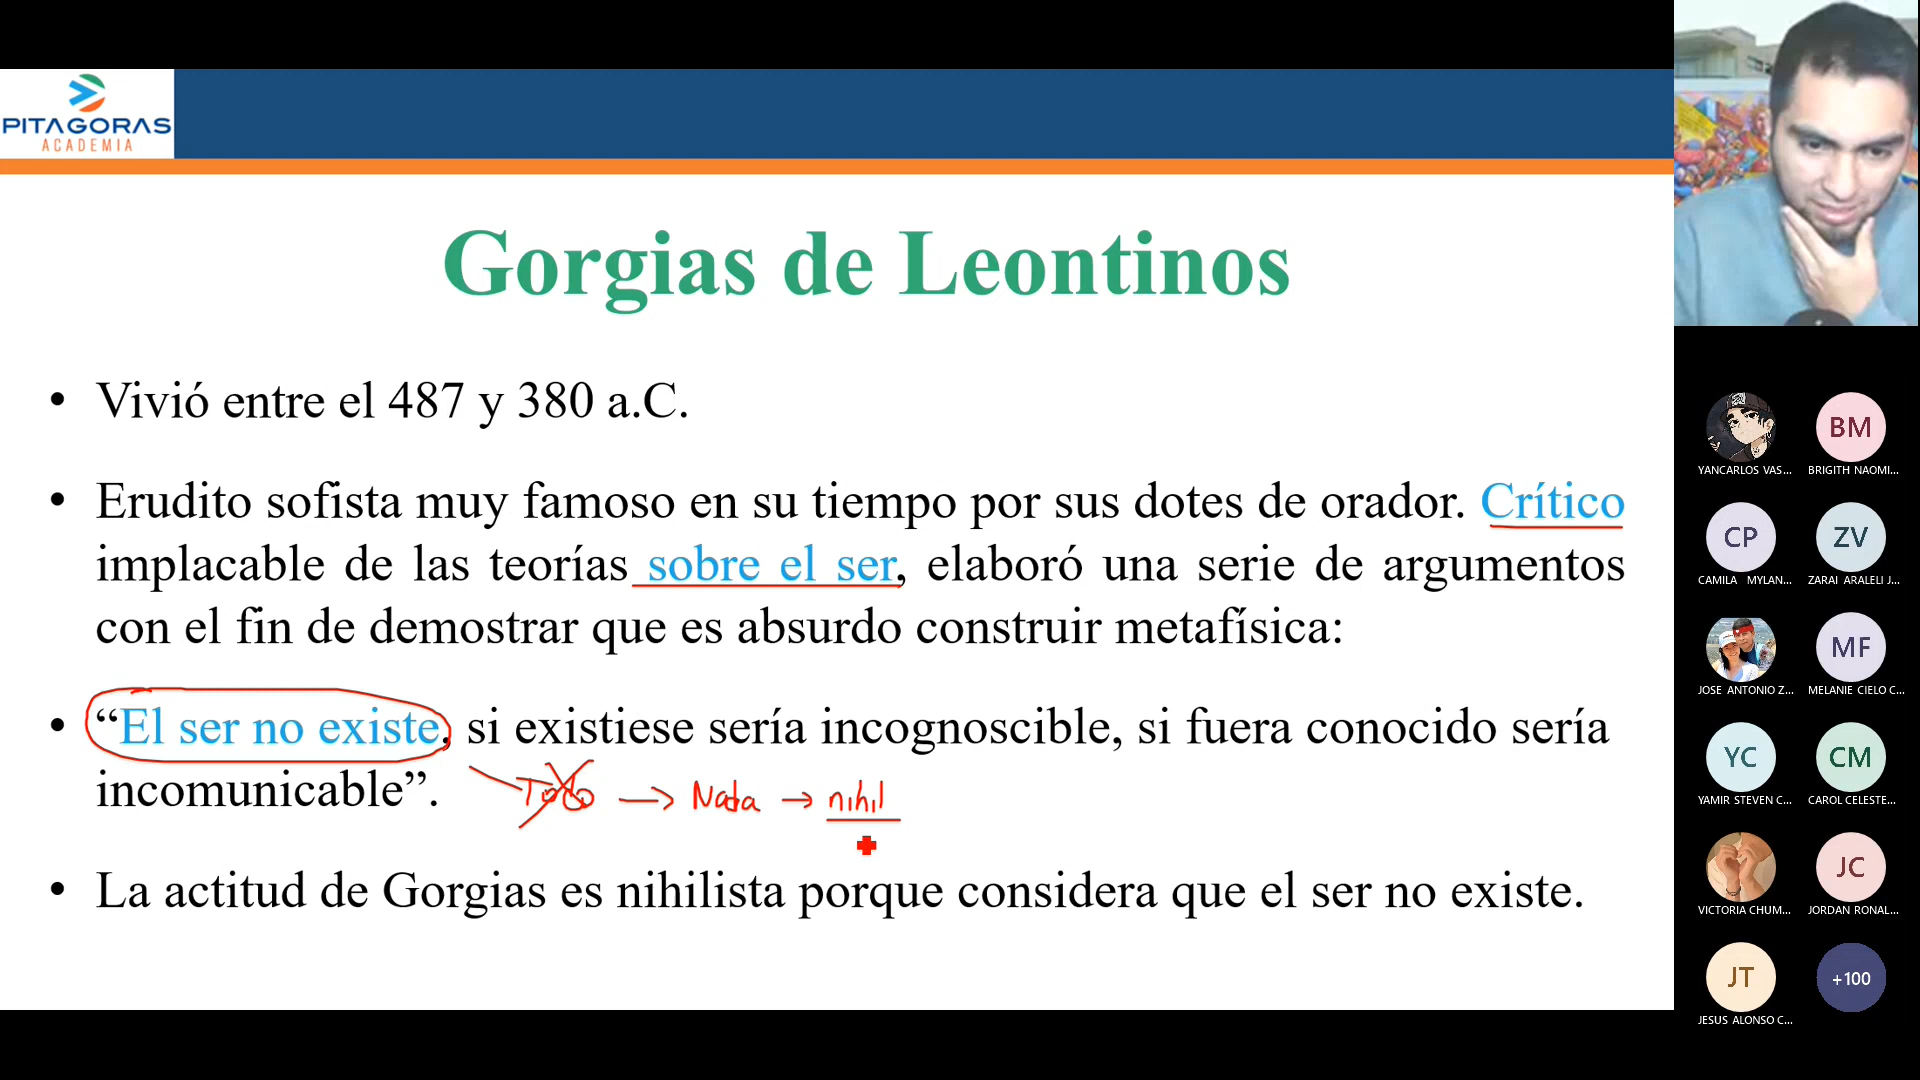 PITAGORAS
ACADEMIA
Gorgias de Leontinos
• Vivió entre el 487 y 380 a.C.
• Erudito sofista muy famoso en su tiempo por sus dotes de orador. Crítico
implacable de las teorías sobre el ser, elaboró una serie de argumentos
con el fin de demostrar que es absurdo construir metafísica:
• “El ser no existe, si existiese sería incognoscible, si fuera conocido sería
incomunicable”.
Todo → Nada → nihil
• La actitud de Gorgias es nihilista porque considera que el ser no existe.
YANCARLOS VAS...
BM
BRIGITH NAOMI...
CP
CAMILA MYLAN...
ZV
ZARAI ARALELI J...
JOSE ANTONIO Z...
MF
MELANIE CIELO C...
YC
YAMIR STEVEN C...
CM
CAROL CELESTE...
VICTORIA CHUM...
JC
JORDAN RONAL...
JT
JESUS ALONSO C...
+100